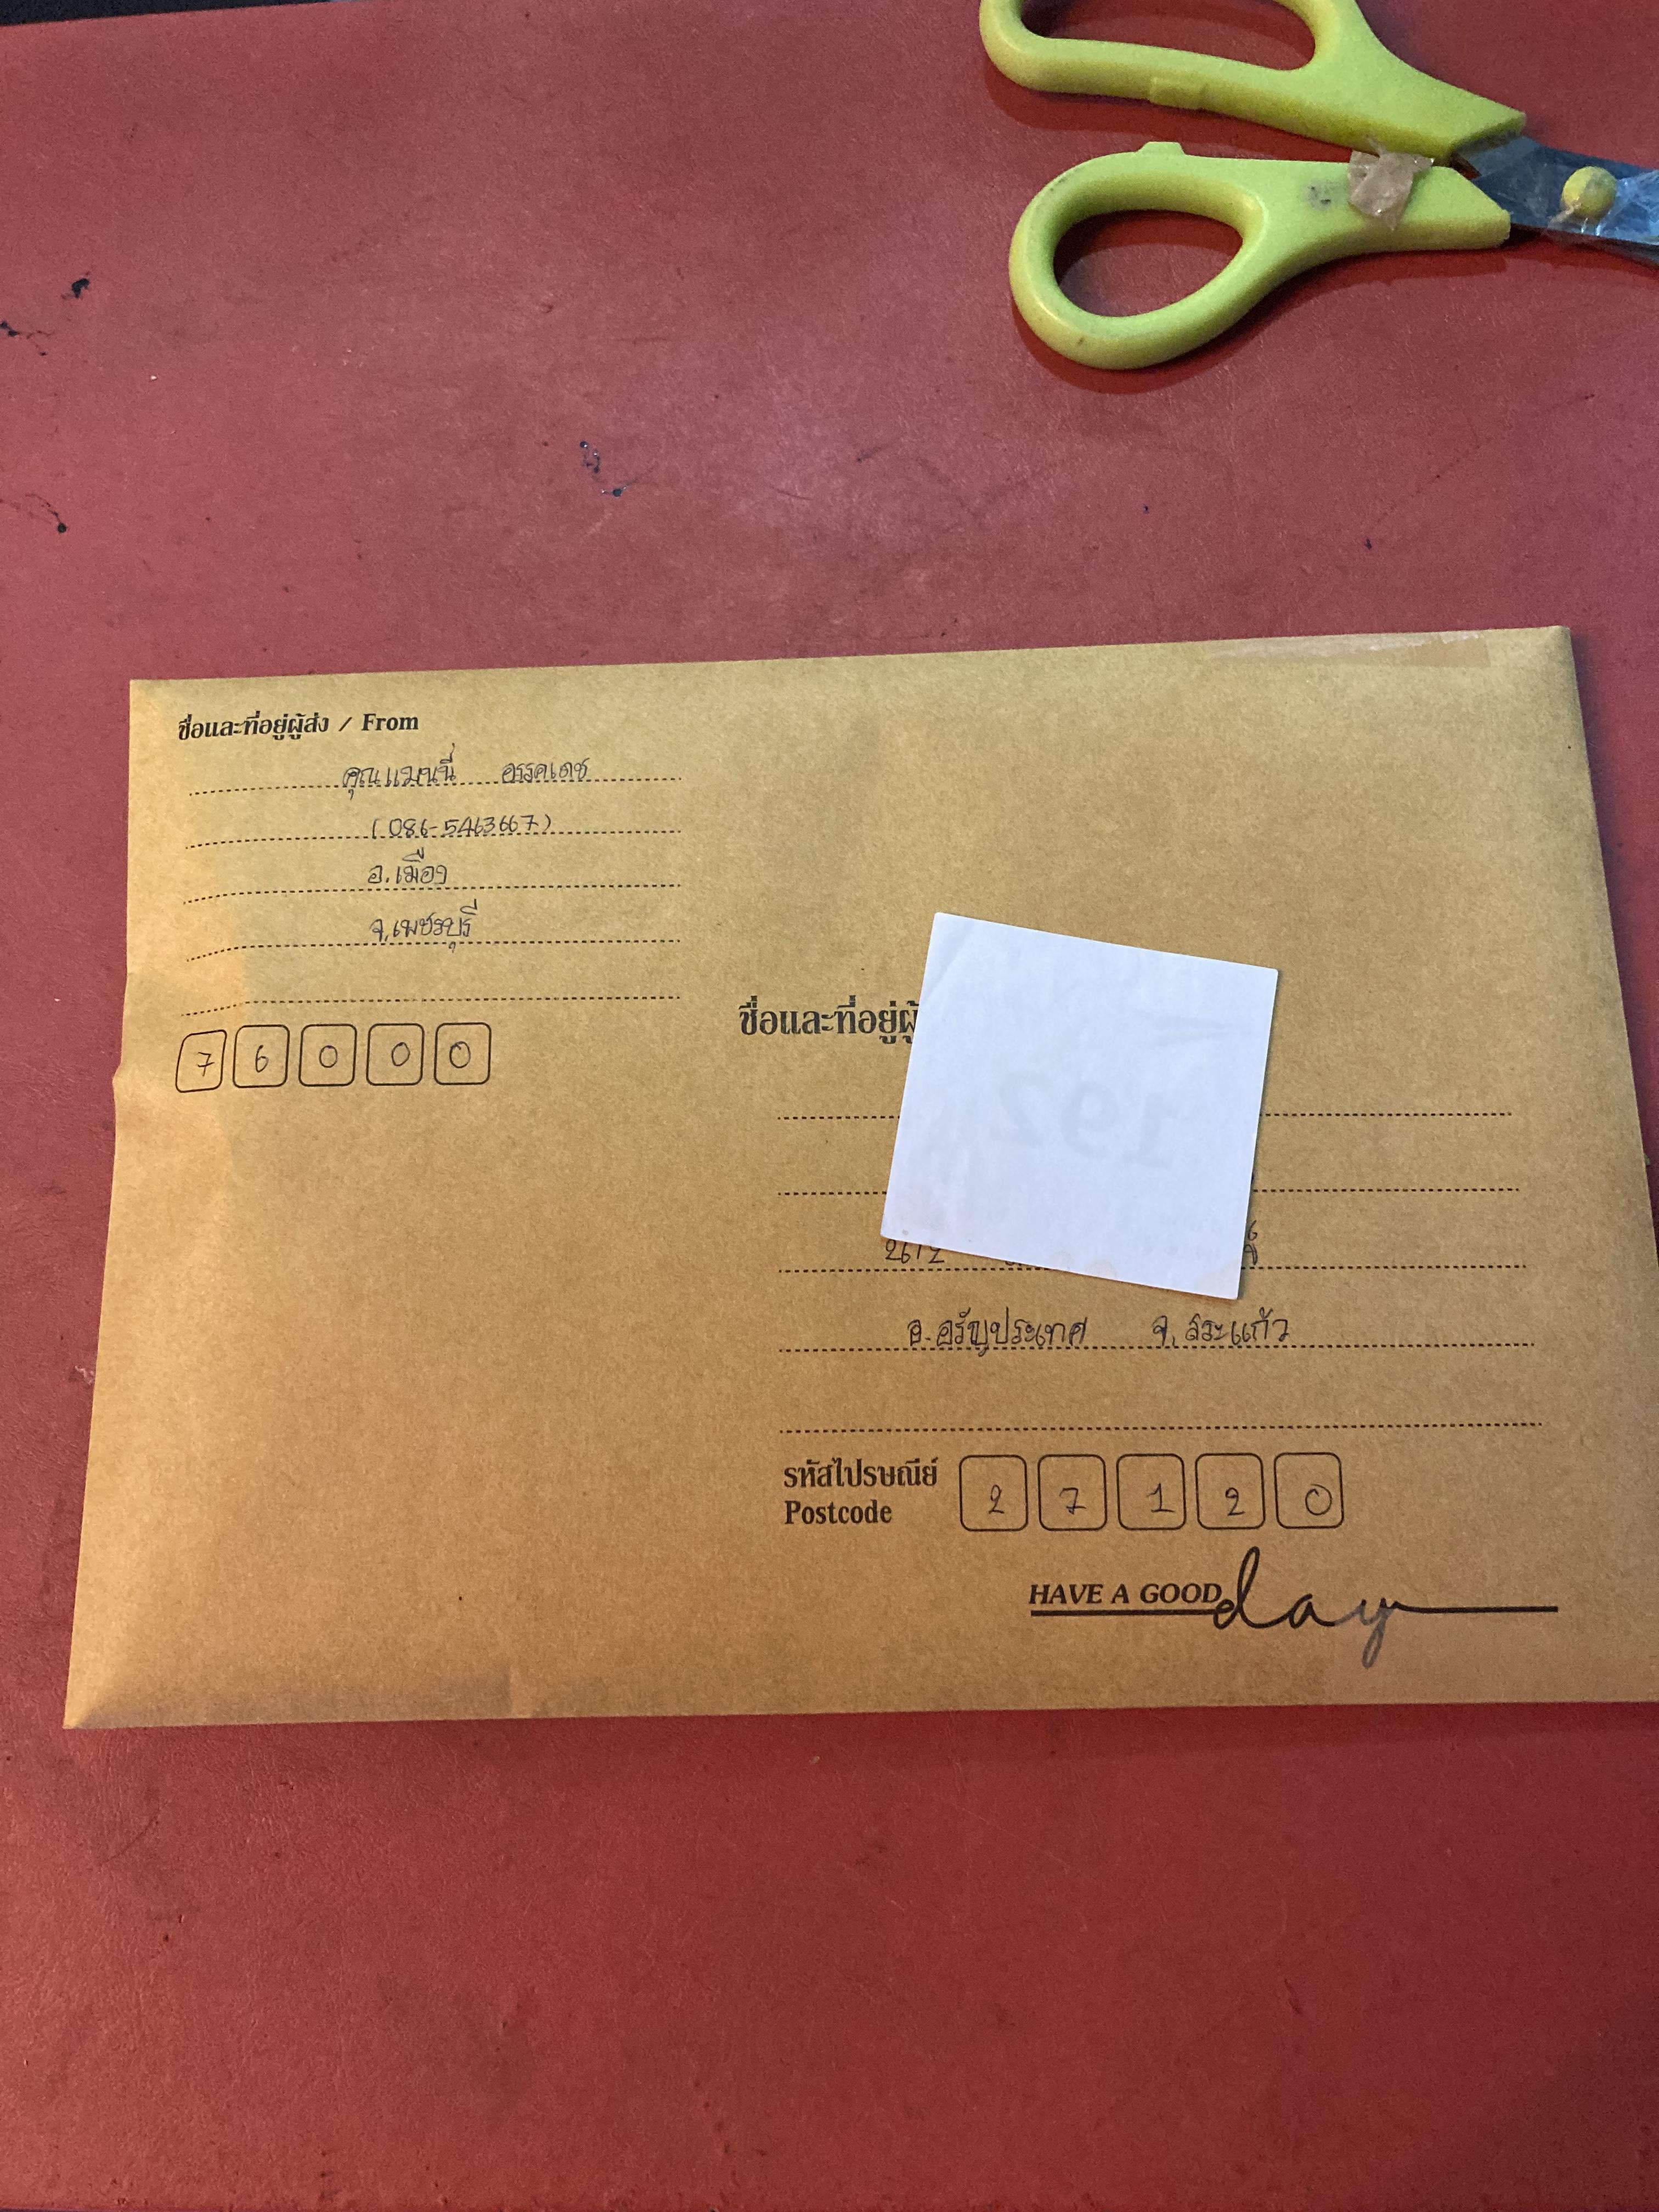 ชื่อและที่อยู่ผู้ส่ง / From
คุณแมนนี่ อรรคเดช
(086-5463667)
อ.เมือง
จ.เพชรบุรี
76000
ชื่อและที่อยู่ผู้
192
26/2
อ.อรัญประเทศ จ.สระแก้ว
รหัสไปรษณีย์
Postcode
27120
HAVE A GOOD day